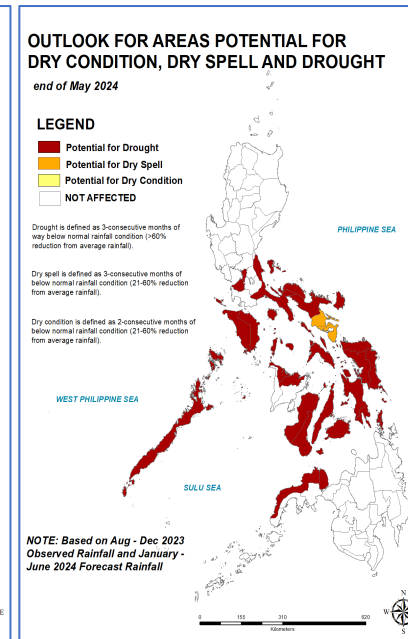 OUTLOOK FOR AREAS POTENTIAL FOR
DRY CONDITION, DRY SPELL AND DROUGHT
end of May 2024
LEGEND
Potential for Drought
Potential for Dry Spell
Potential for Dry Condition
NOT AFFECTED
Drought is defined as 3-consecutive months of
way below normal rainfall condition (>60%
reduction from average rainfall).
Dry spell is defined as 3-consecutive months of
below normal rainfall condition (21-60% reduction
from average rainfall).
Dry condition is defined as 2-consecutive months of
below normal rainfall condition (21-60% reduction
from average rainfall).
PHILIPPINE SEA
WEST PHILIPPINE SEA
SULU SEA
NOTE: Based on Aug - Dec 2023
Observed Rainfall and January -
June 2024 Forecast Rainfall
0 155 310 620
Kilometers
N
W
S
E